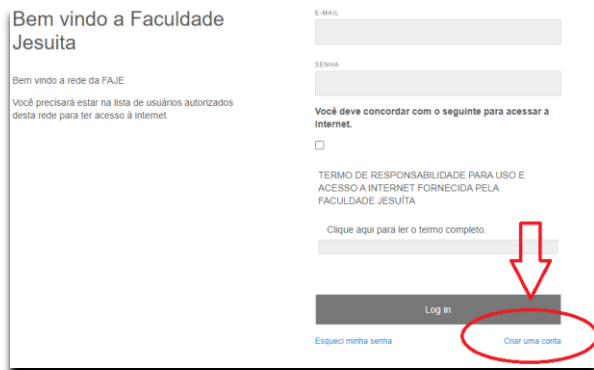 Bem vindo a Faculdade
Jesuita
Bem vindo a rede da FAJE
Você precisará estar na lista de usuários autorizados
desta rede para ter acesso à internet.
E-MAIL
SENHA
Você deve concordar com o seguinte para acessar a
Internet.
TERMO DE RESPONSABILIDADE PARA USO E
ACESSO A INTERNET FORNECIDA PELA
FACULDADE JESUÍTA
Clique aqui para ler o termo completo.
Log in
Esqueci minha senha
Criar uma conta